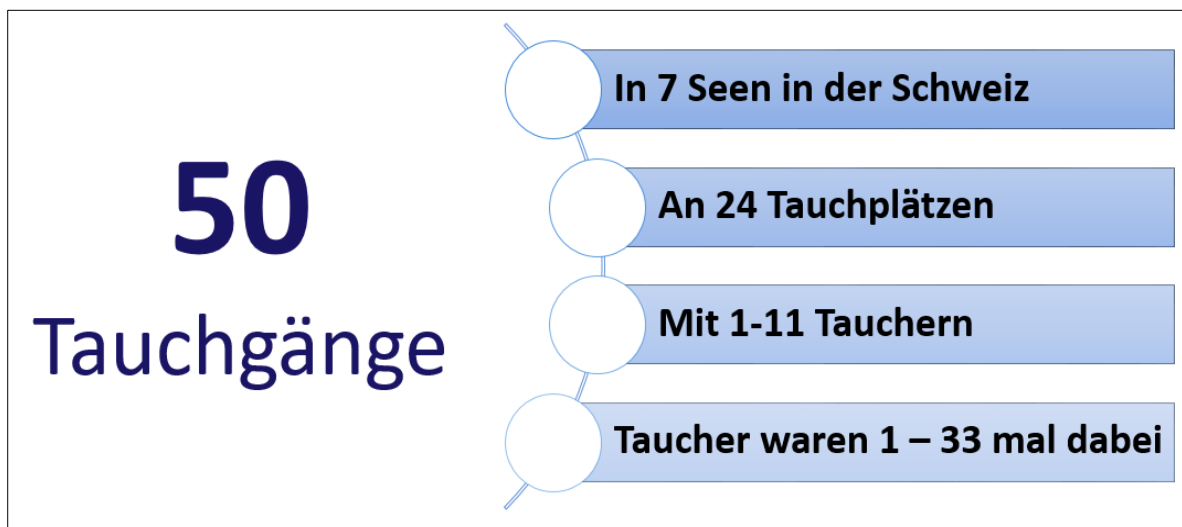 50
Tauchgänge
In 7 Seen in der Schweiz
An 24 Tauchplätzen
Mit 1-11 Tauchern
Taucher waren 1 – 33 mal dabei